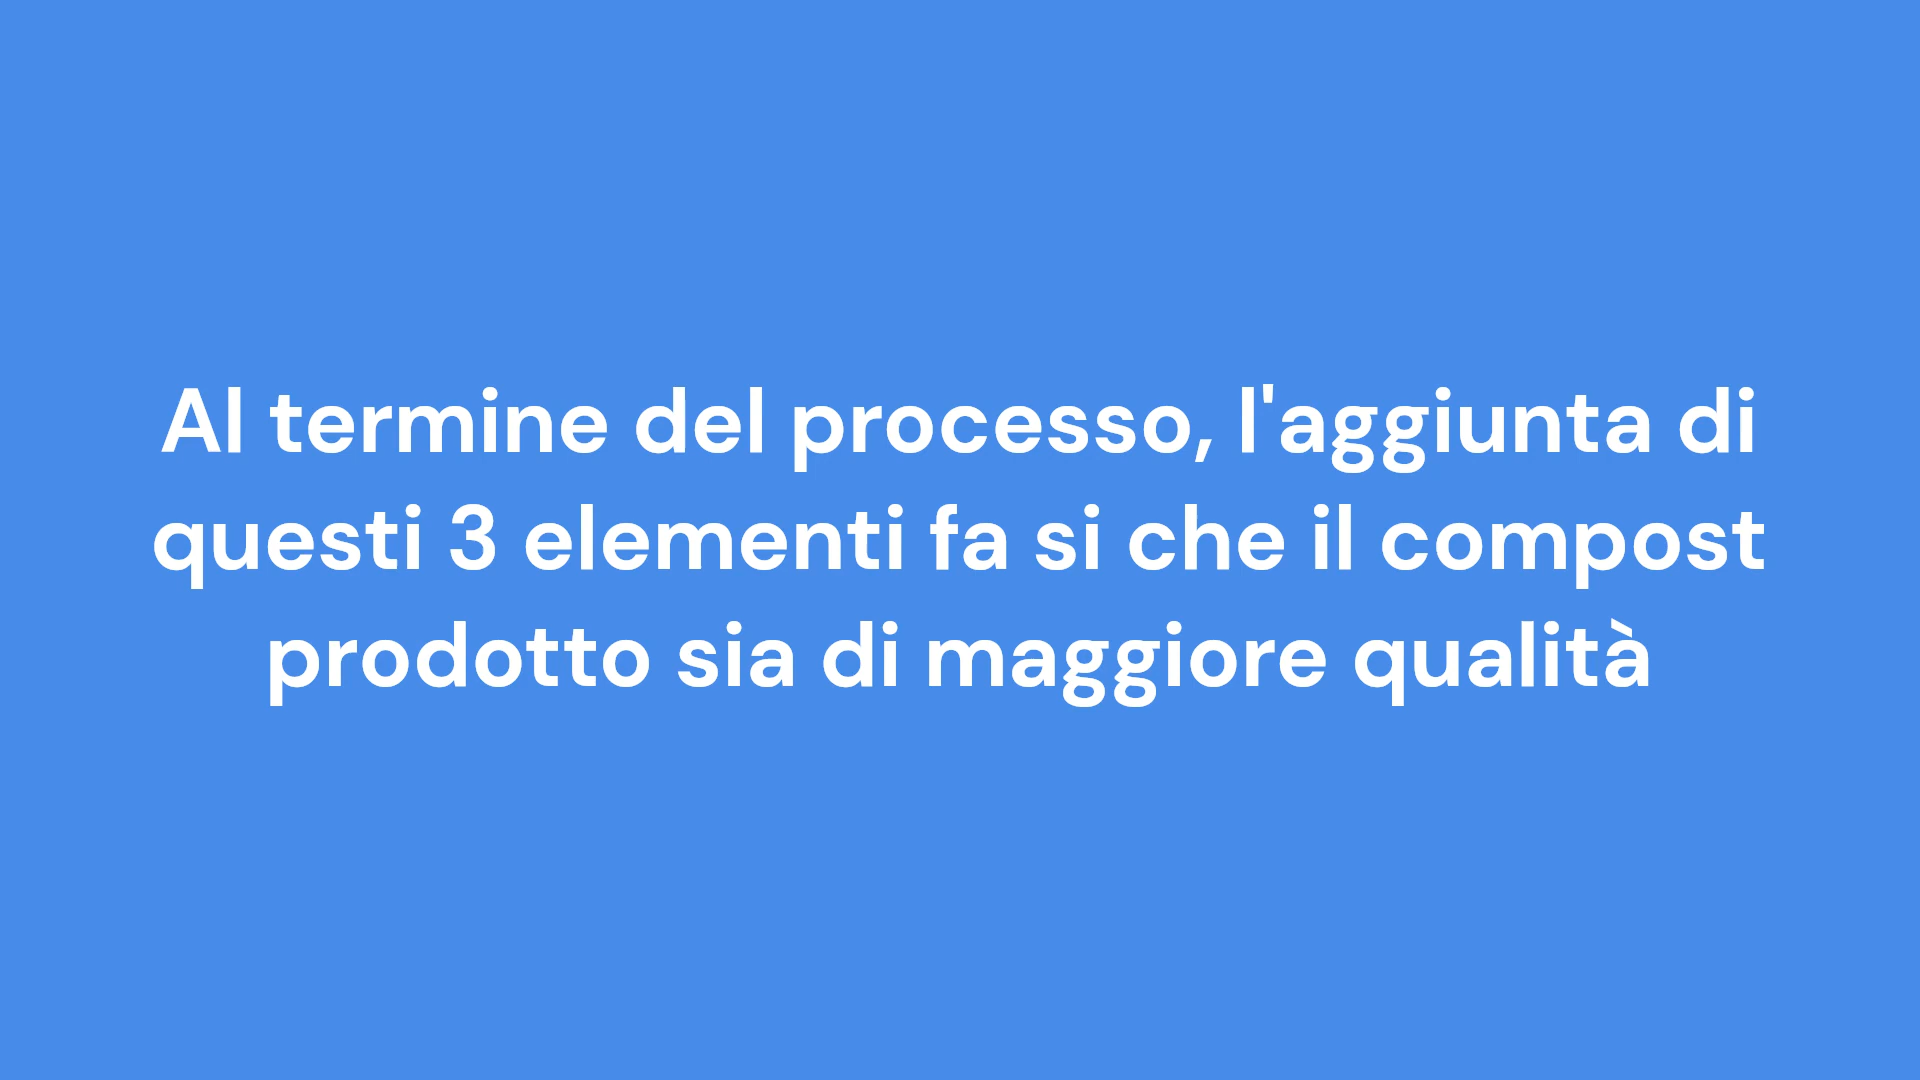 Al termine del processo, l'aggiunta di
questi 3 elementi fa si che il compost
prodotto sia di maggiore qualità